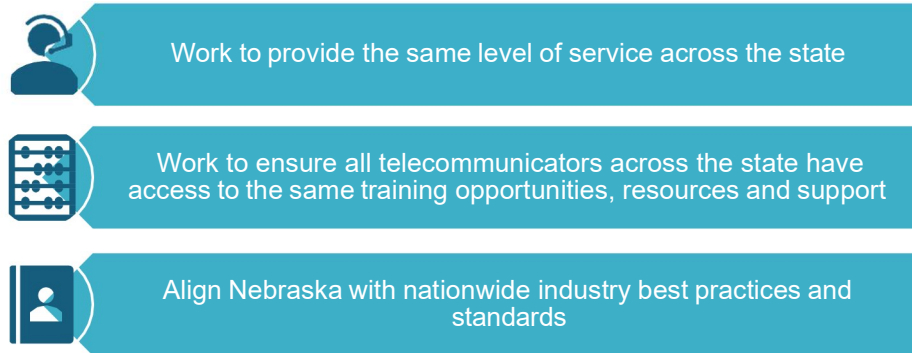 Work to provide the same level of service across the state
Work to ensure all telecommunicators across the state have
access to the same training opportunities, resources and support
Align Nebraska with nationwide industry best practices and
standards